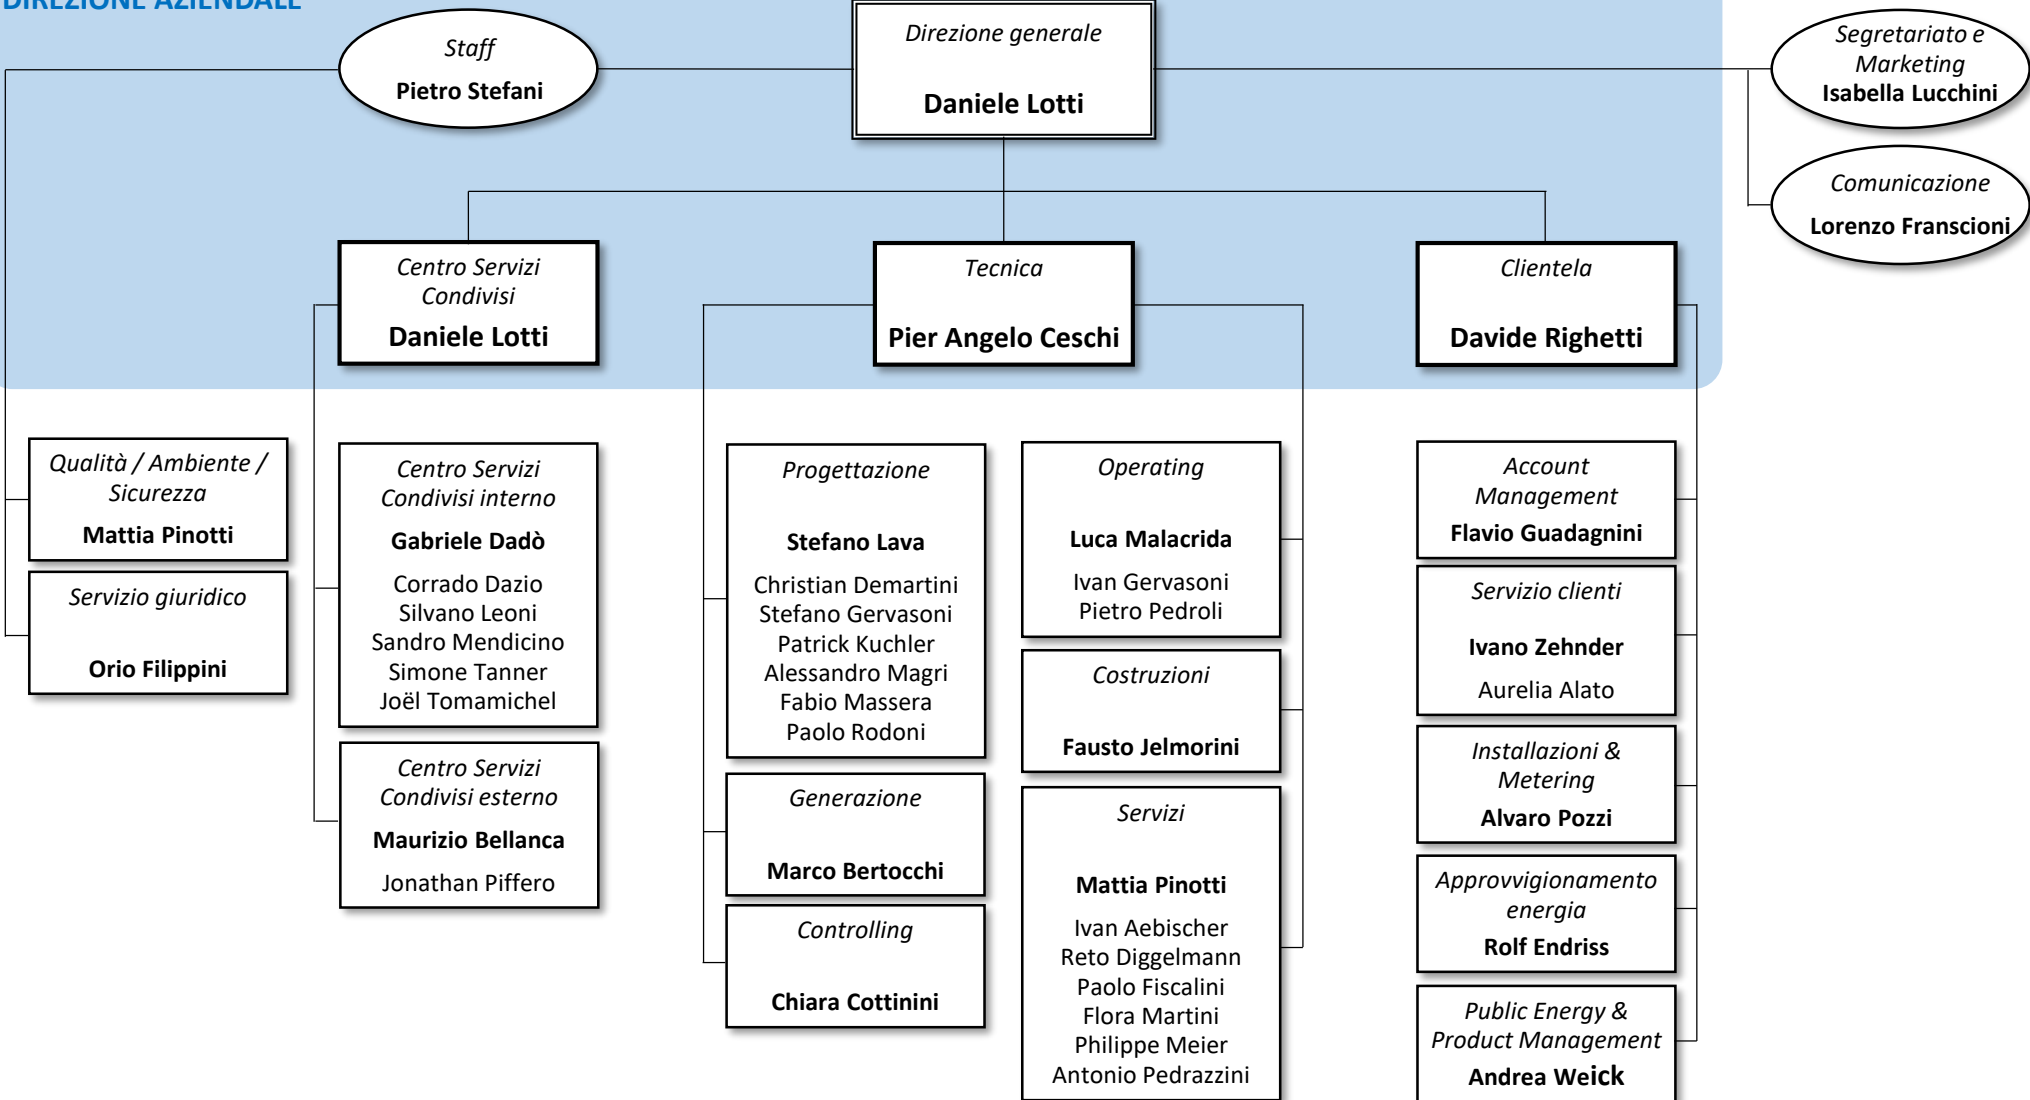 DIREZIONE AZIENDALE
Staff
Pietro Stefani
Direzione generale
Daniele Lotti
Segretariato e
Marketing
Isabella Lucchini
Comunicazione
Lorenzo Franscioni
Centro Servizi
Condivisi
Daniele Lotti
Tecnica
Pier Angelo Ceschi
Clientela
Davide Righetti
Qualità / Ambiente /
Sicurezza
Mattia Pinotti
Servizio giuridico
Orio Filippini
Centro Servizi
Condivisi interno
Gabriele Dadò
Corrado Dazio
Silvano Leoni
Sandro Mendicino
Simone Tanner
Joël Tomamichel
Centro Servizi
Condivisi esterno
Maurizio Bellanca
Jonathan Piffero
Progettazione
Stefano Lava
Christian Demartini
Stefano Gervasoni
Patrick Kuchler
Alessandro Magri
Fabio Massera
Paolo Rodoni
Generazione
Marco Bertocchi
Controlling
Chiara Cottinini
Operating
Luca Malacrida
Ivan Gervasoni
Pietro Pedroli
Costruzioni
Fausto Jelmorini
Servizi
Mattia Pinotti
Ivan Aebischer
Reto Diggelmann
Paolo Fiscalini
Flora Martini
Philippe Meier
Antonio Pedrazzini
Account
Management
Flavio Guadagnini
Servizio clienti
Ivano Zehnder
Aurelia Alato
Installazioni &
Metering
Alvaro Pozzi
Approvvigionamento
energia
Rolf Endriss
Public Energy &
Product Management
Andrea Weick